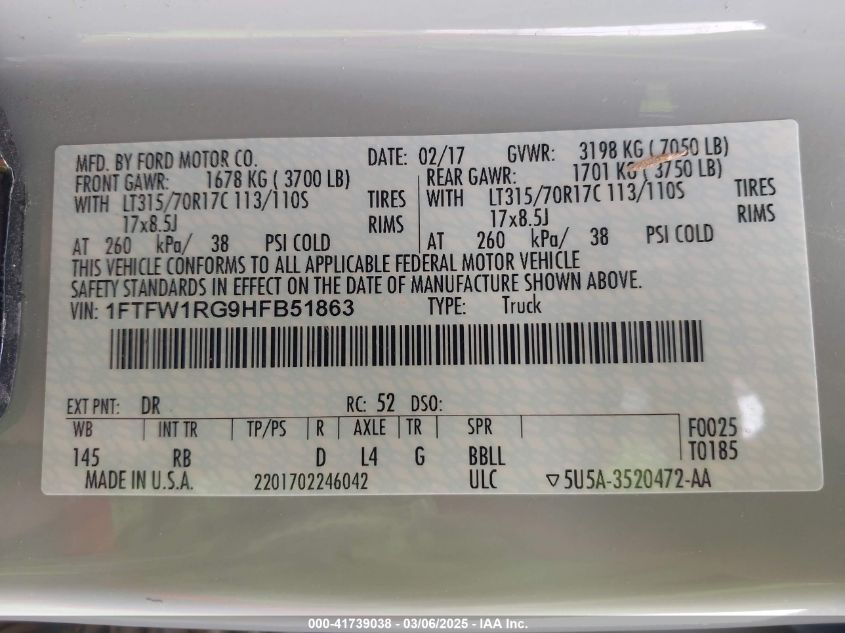 MFD. BY FORD MOTOR CO. DATE: 02/17 GVWR: 3198 KG ( 7050 LB)
FRONT GAWR: 1678 KG ( 3700 LB) REAR GAWR: 1701 KG ( 3750 LB)
WITH LT315/70R17C 113/110S TIRES WITH LT315/70R17C 113/110S TIRES
17x8.5J RIMS 17x8.5J RIMS
AT 260 kPa/ 38 PSI COLD AT 260 kPa/ 38 PSI COLD
THIS VEHICLE CONFORMS TO ALL APPLICABLE FEDERAL MOTOR VEHICLE
SAFETY STANDARDS IN EFFECT ON THE DATE OF MANUFACTURE SHOWN ABOVE.
VIN: 1FTFW1RG9HFB51863 TYPE: Truck
EXT PNT: DR RC: 52 DSO:
WB INT TR TP/PS R AXLE TR SPR F0025
145 RB D L4 G BBLL T0185
MADE IN U.S.A. 2201702246042 ULC ▽5U5A-3520472-AA
000-41739038 - 03/06/2025 - IAA Inc.